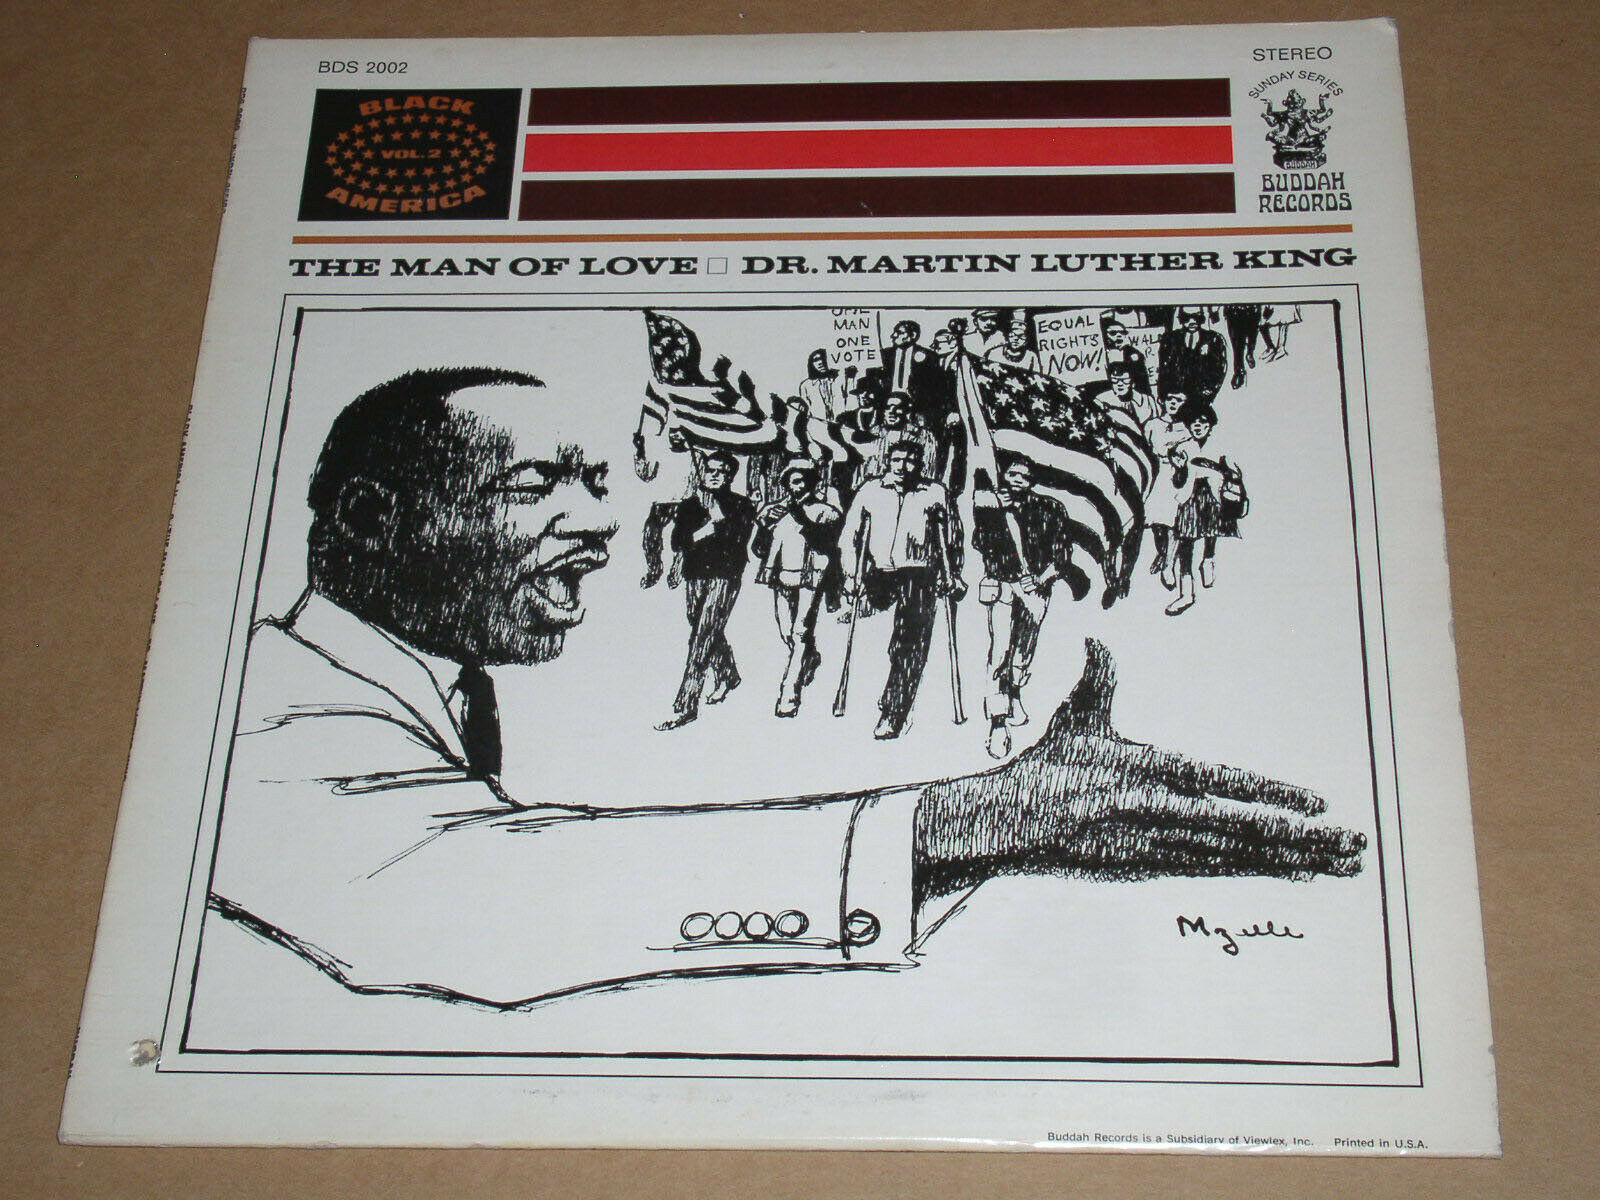 BDS 2002
STEREO
BLACK
VOL. 2
AMERICA
SUNDAY SERIES
BUDDAH
BUDDAH
RECORDS
THE MAN OF LOVE □ DR. MARTIN LUTHER KING
ONE
MAN
ONE
VOTE
EQUAL
RIGHTS
NOW!
Buddah Records is a Subsidiary of Viewlex, Inc. Printed in U.S.A.